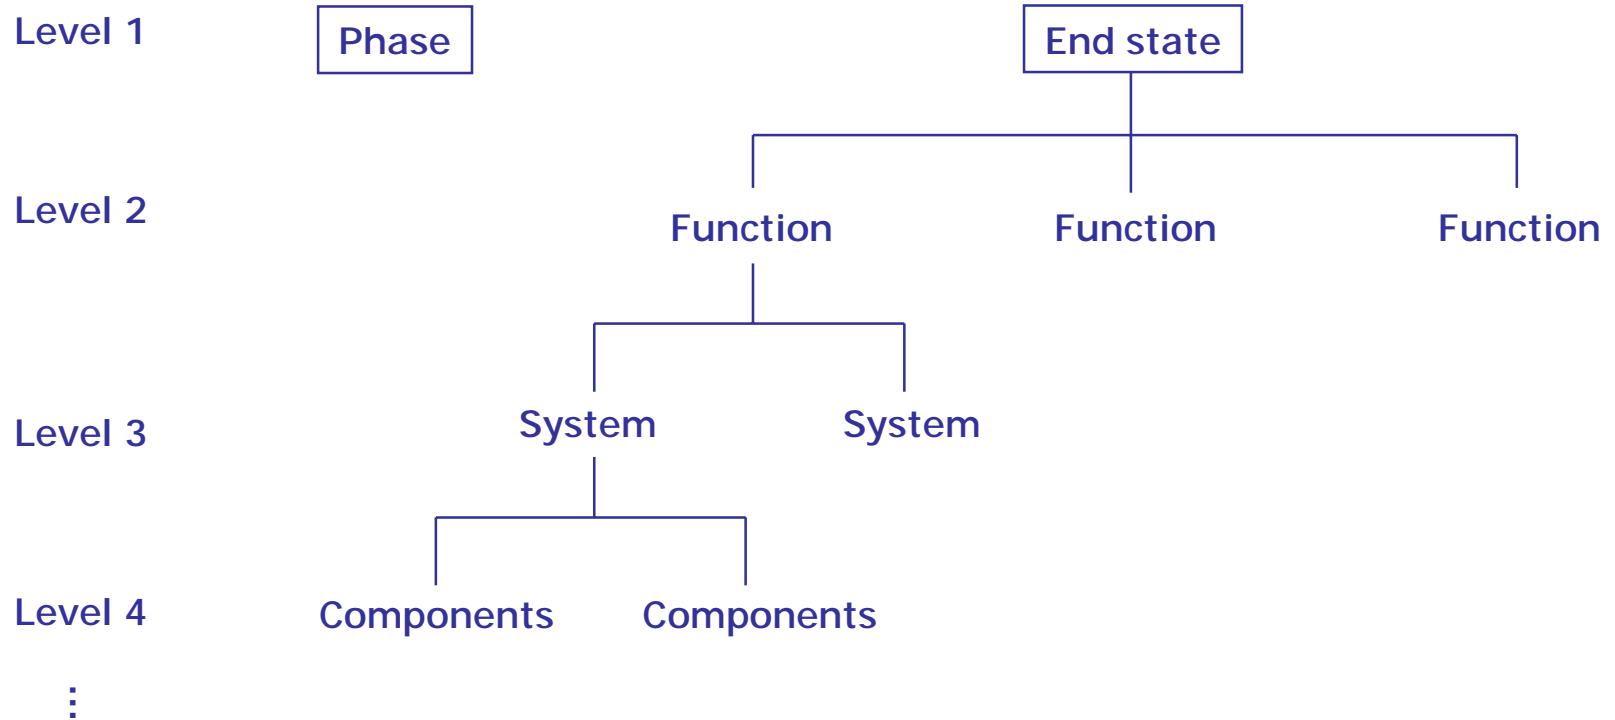 Level 1
Phase
End state
Level 2
Function
Function
Function
Level 3
System
System
Level 4
Components
Components
⋮